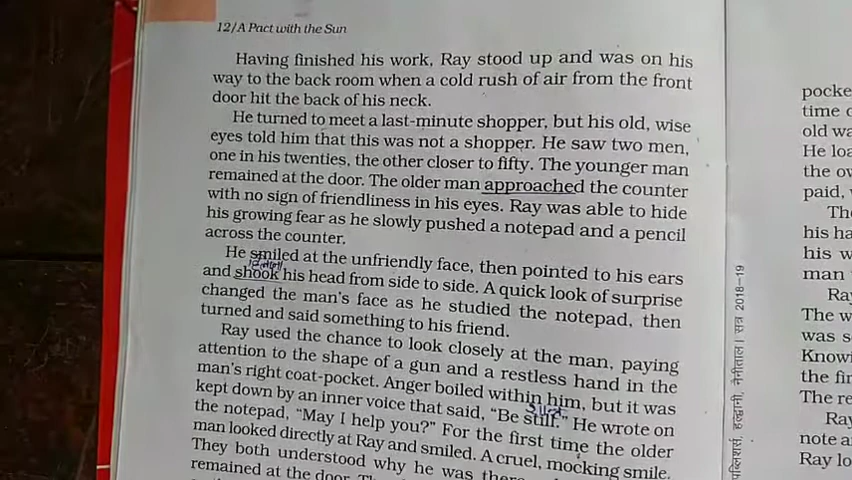 12/A Pact with the Sun
Having finished his work, Ray stood up and was on his
way to the back room when a cold rush of air from the front
door hit the back of his neck.
He turned to meet a last-minute shopper, but his old, wise
eyes told him that this was not a shopper. He saw two men,
one in his twenties, the other closer to fifty. The younger man
remained at the door. The older man approached the counter
with no sign of friendliness in his eyes. Ray was able to hide
his growing fear as he slowly pushed a notepad and a pencil
across the counter.
He smiled at the unfriendly face, then pointed to his ears
and shook his head from side to side. A quick look of surprise
changed the man's face as he studied the notepad, then
turned and said something to his friend.
Ray used the chance to look closely at the man, paying
attention to the shape of a gun and a restless hand in the
man's right coat-pocket. Anger boiled within him, but it was
kept down by an inner voice that said, "Be still." He wrote on
the notepad, "May I help you?" For the first time the older
man looked directly at Ray and smiled. A cruel, mocking smile.
They both understood why he was there
remained at the door.
हल्द्वानी, नैनीताल। सत्र 2018–19
pocke
time o
old wa
He loa
the ov
paid,
Th
his ha
his w
man
Ray
The w
was s
Knowi
the fir
The re
Ray
note a
Ray lo